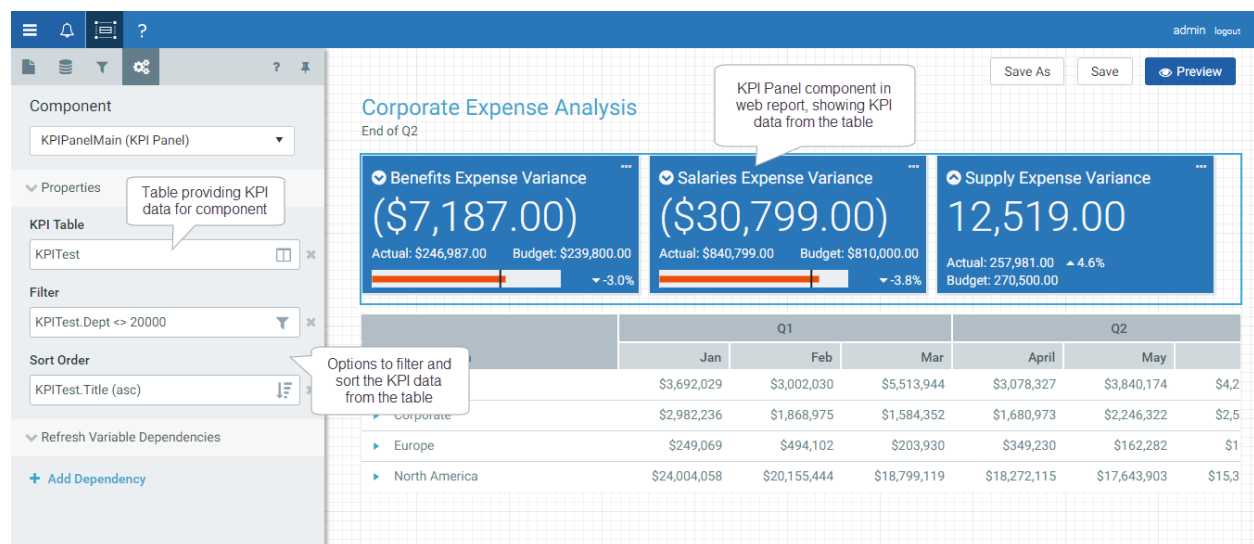 ?
admin logout
?
Save As
Save
Preview
Component
KPIPanelMain (KPI Panel)
Properties
Table providing KPI
data for component
KPI Table
KPITest
Filter
KPITest.Dept <> 20000
Sort Order
KPITest.Title (asc)
Options to filter and
sort the KPI data
from the table
Refresh Variable Dependencies
+ Add Dependency
Corporate Expense Analysis
End of Q2
KPI Panel component in
web report, showing KPI
data from the table
Benefits Expense Variance
($7,187.00)
Actual: $246,987.00 Budget: $239,800.00
-3.0%
Salaries Expense Variance
($30,799.00)
Actual: $840,799.00 Budget: $810,000.00
-3.8%
Supply Expense Variance
12,519.00
Actual: 257,981.00 4.6%
Budget: 270,500.00
Q1 Q2
Jan Feb Mar April May
$3,692,029 $3,002,030 $5,513,944 $3,078,327 $3,840,174 $4,2
Corporate $2,982,236 $1,868,975 $1,584,352 $1,680,973 $2,246,322 $2,5
Europe $249,069 $494,102 $203,930 $349,230 $162,282 $1
North America $24,004,058 $20,155,444 $18,799,119 $18,272,115 $17,643,903 $15,3